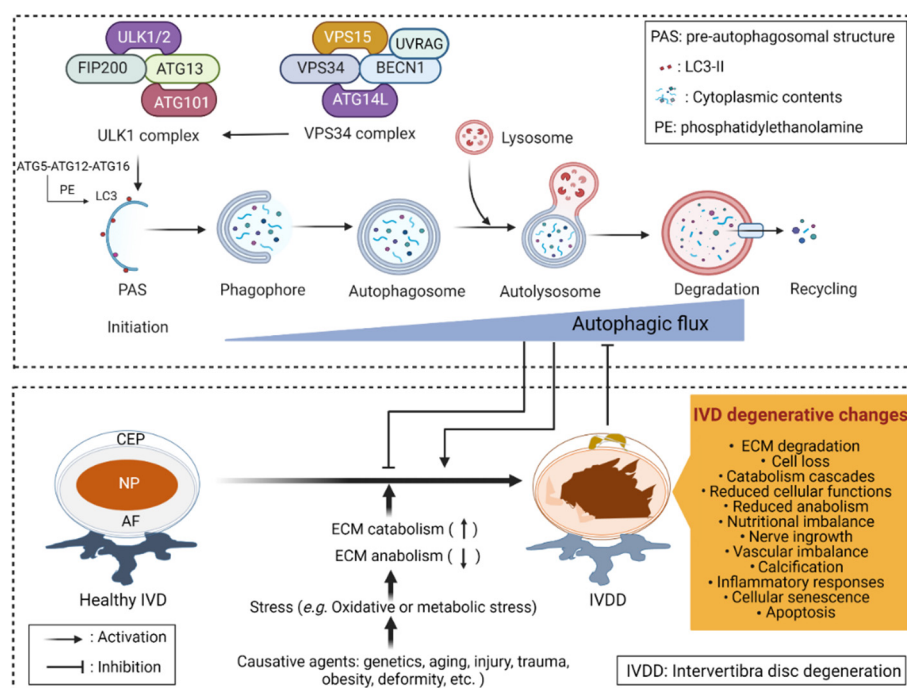 ULK1/2
FIP200
ATG13
ATG101
ULK1 complex
VPS15
UVRAG
VPS34
BECN1
ATG14L
VPS34 complex
PAS: pre-autophagosomal structure
: LC3-II
: Cytoplasmic contents
PE: phosphatidylethanolamine
Lysosome
ATG5-ATG12-ATG16
PE
LC3
PAS
Phagophore
Autophagosome
Autolysosome
Degradation
Recycling
Initiation
Autophagic flux
CEP
NP
AF
Healthy IVD
ECM catabolism (↑)
ECM anabolism (↓)
Stress (e.g. Oxidative or metabolic stress)
Causative agents: genetics, aging, injury, trauma,
obesity, deformity, etc. )
IVDD
IVD degenerative changes
• ECM degradation
• Cell loss
• Catabolism cascades
• Reduced cellular functions
• Reduced anabolism
• Nutritional imbalance
• Nerve ingrowth
• Vascular imbalance
• Calcification
• Inflammatory responses
• Cellular senescence
• Apoptosis
: Activation
: Inhibition
IVDD: Intervertibra disc degeneration